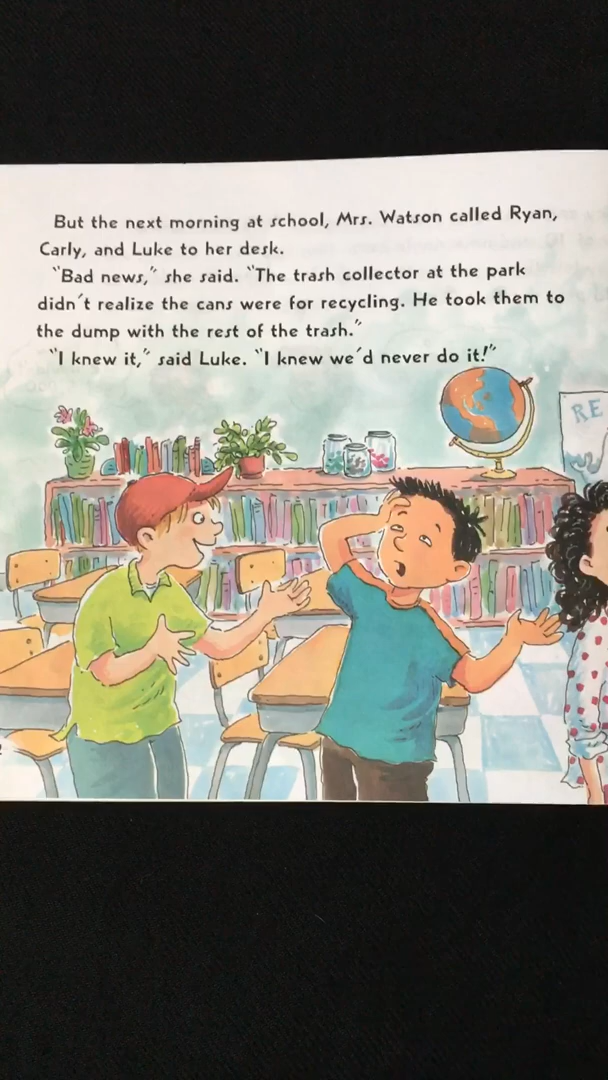 But the next morning at school, Mrs. Watson called Ryan,
Carly, and Luke to her desk.
"Bad news," she said. "The trash collector at the park
didn't realize the cans were for recycling. He took them to
the dump with the rest of the trash."
"I knew it," said Luke. "I knew we'd never do it!"
RE